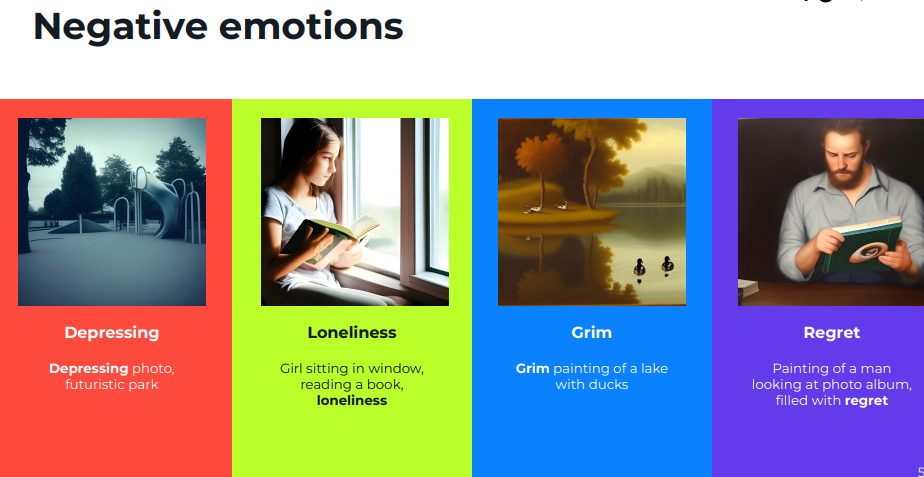 Negative emotions
Depressing
Depressing photo,
futuristic park
Loneliness
Girl sitting in window,
reading a book,
loneliness
Grim
Grim painting of a lake
with ducks
Regret
Painting of a man
looking at photo album,
filled with regret
5